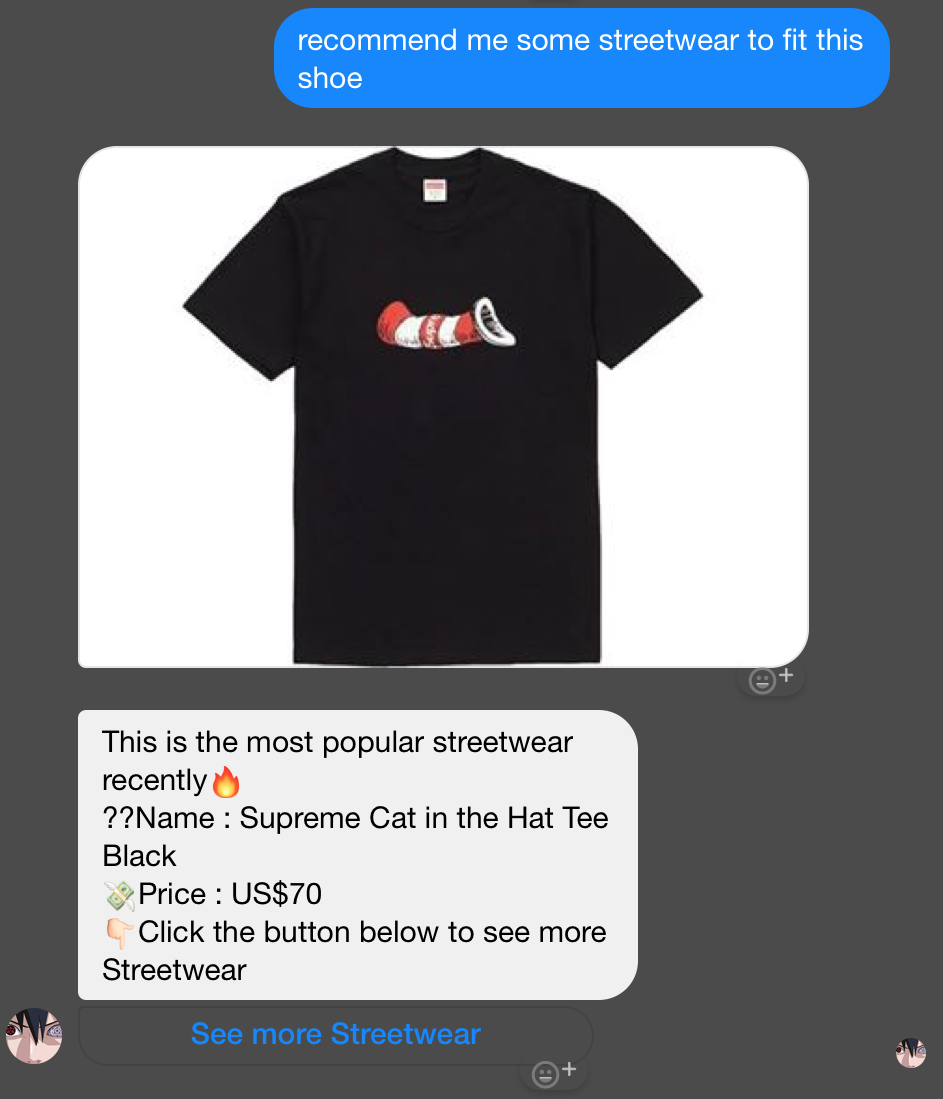 recommend me some streetwear to fit this
shoe
This is the most popular streetwear
recently🔥
??Name : Supreme Cat in the Hat Tee
Black
💸Price : US$70
👇🏻Click the button below to see more
Streetwear
See more Streetwear